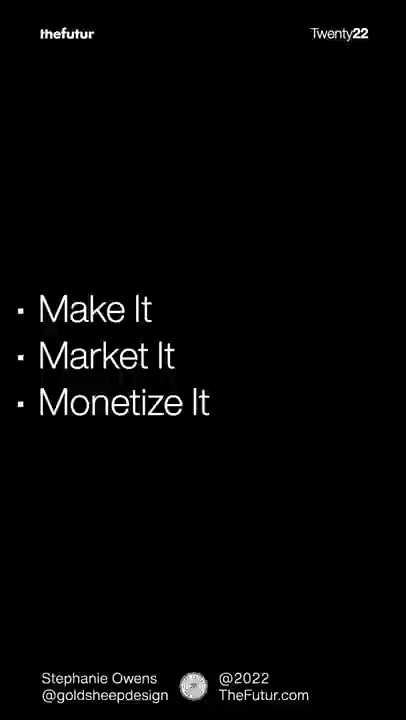 thefutur
Twenty22
▪ Make It
▪ Market It
▪ Monetize It
Stephanie Owens
@goldsheepdesign
@2022
TheFutur.com